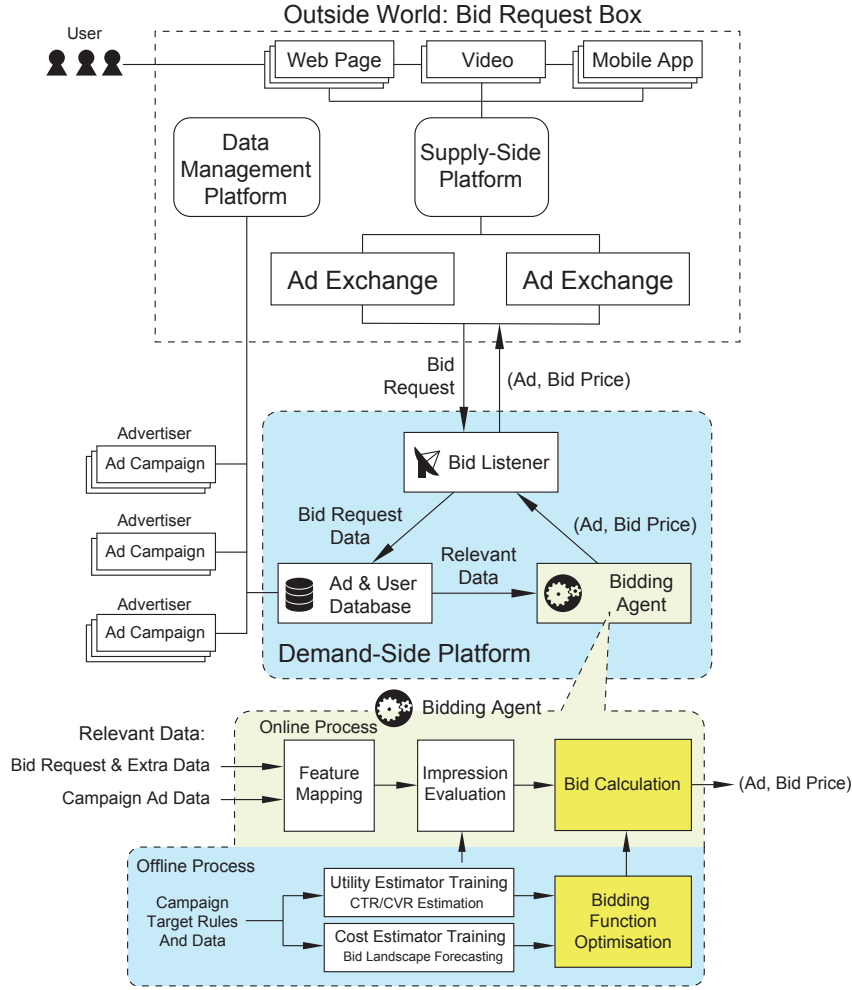 Outside World: Bid Request Box
User
Web Page
Video
Mobile App
Data
Management
Platform
Supply-Side
Platform
Ad Exchange
Ad Exchange
Bid
Request
(Ad, Bid Price)
Advertiser
Ad Campaign
Advertiser
Ad Campaign
Advertiser
Ad Campaign
Bid Listener
Bid Request
Data
(Ad, Bid Price)
Relevant
Data
Ad & User
Database
Bidding
Agent
Demand-Side Platform
Bidding Agent
Online Process
Relevant Data:
Bid Request & Extra Data
Campaign Ad Data
Feature
Mapping
Impression
Evaluation
Bid Calculation
(Ad, Bid Price)
Offline Process
Campaign
Target Rules
And Data
Utility Estimator Training
CTR/CVR Estimation
Cost Estimator Training
Bid Landscape Forecasting
Bidding
Function
Optimisation